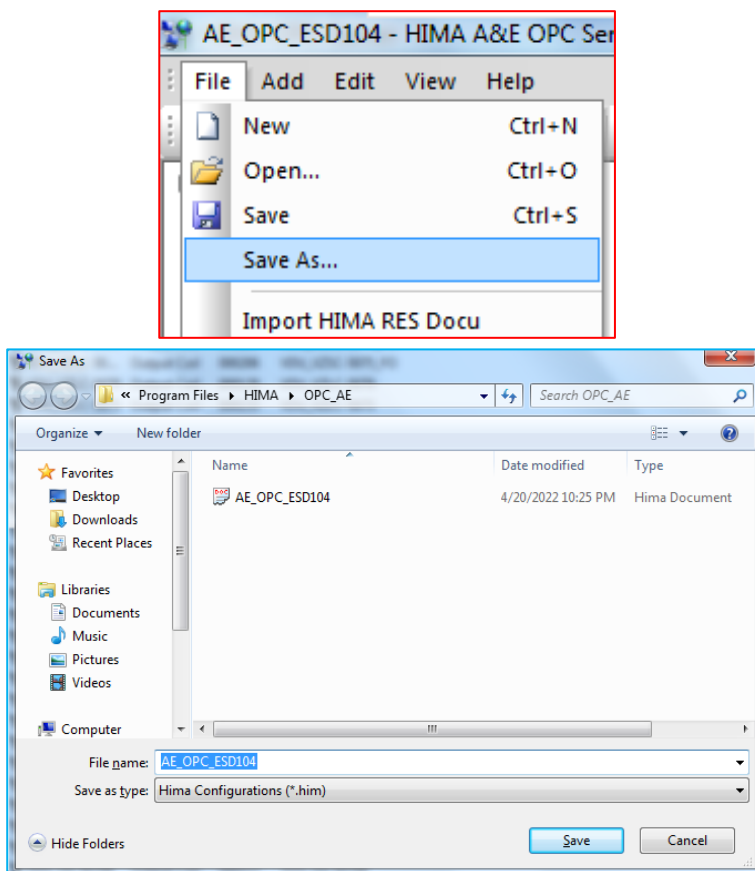 AE_OPC_ESD104 - HIMA A&E OPC Ser
File Add Edit View Help
New Ctrl+N
Open... Ctrl+O
Save Ctrl+S
Save As...
Import HIMA RES Docu
Save As
« Program Files HIMA OPC_AE Search OPC_AE
Organize New folder
Name Date modified Type
Favorites
Desktop
Downloads
Recent Places
Libraries
Documents
Music
Pictures
Videos
Computer
AE_OPC_ESD104 4/20/2022 10:25 PM Hima Document
File name: AE_OPC_ESD104
Save as type: Hima Configurations (*.him)
Hide Folders Save Cancel